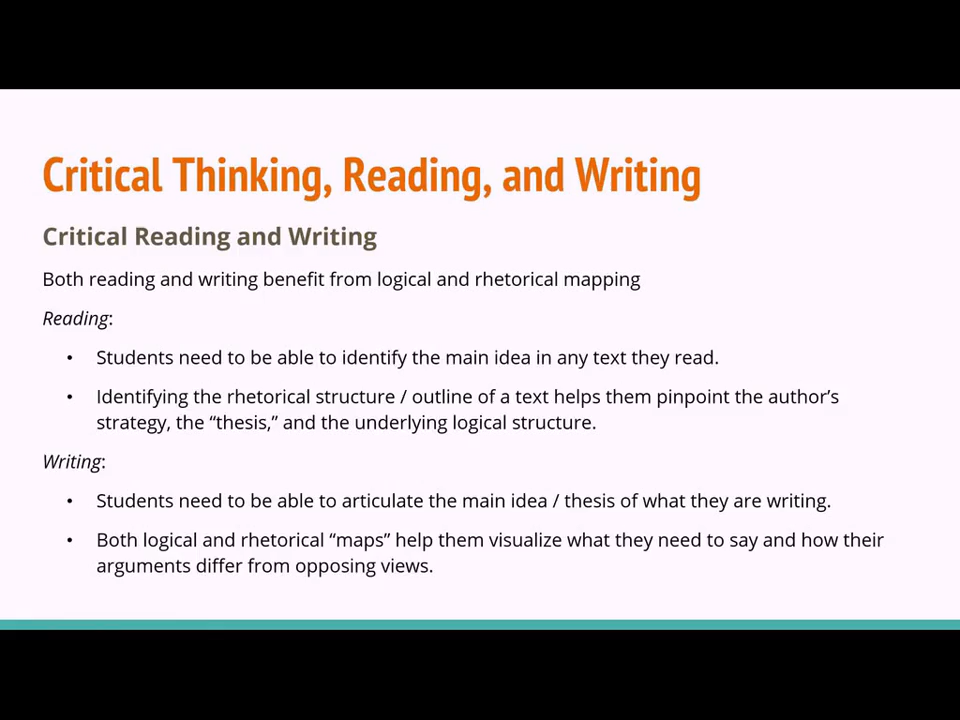 Critical Thinking, Reading, and Writing
Critical Reading and Writing
Both reading and writing benefit from logical and rhetorical mapping
Reading:
• Students need to be able to identify the main idea in any text they read.
• Identifying the rhetorical structure / outline of a text helps them pinpoint the author’s
strategy, the “thesis,” and the underlying logical structure.
Writing:
• Students need to be able to articulate the main idea / thesis of what they are writing.
• Both logical and rhetorical “maps” help them visualize what they need to say and how their
arguments differ from opposing views.